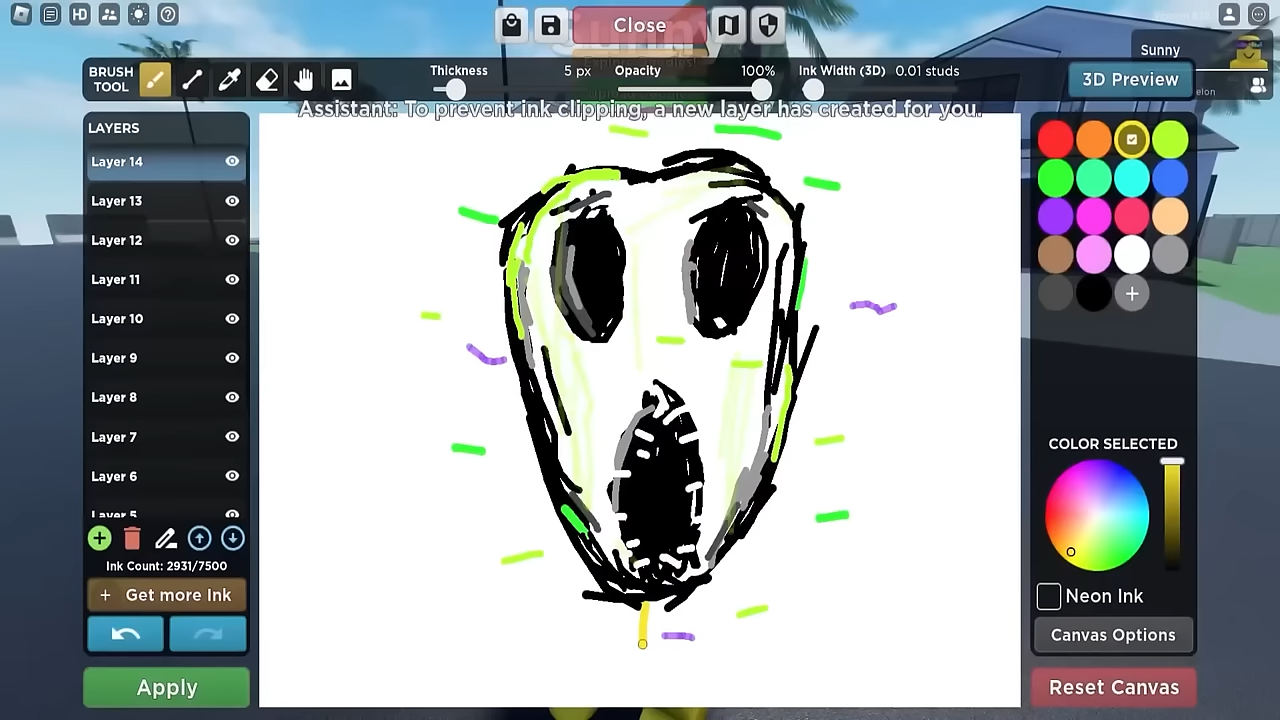 HD
Close
Sunny
BRUSH
TOOL
Thickness
5 px
Opacity
100%
Ink Width (3D)
0.01 studs
3D Preview
Assistant: To prevent ink clipping, a new layer has created for you.
LAYERS
Layer 14
Layer 13
Layer 12
Layer 11
Layer 10
Layer 9
Layer 8
Layer 7
Layer 6
Layer 5
Ink Count: 2931/7500
+ Get more Ink
Apply
COLOR SELECTED
Neon Ink
Canvas Options
Reset Canvas